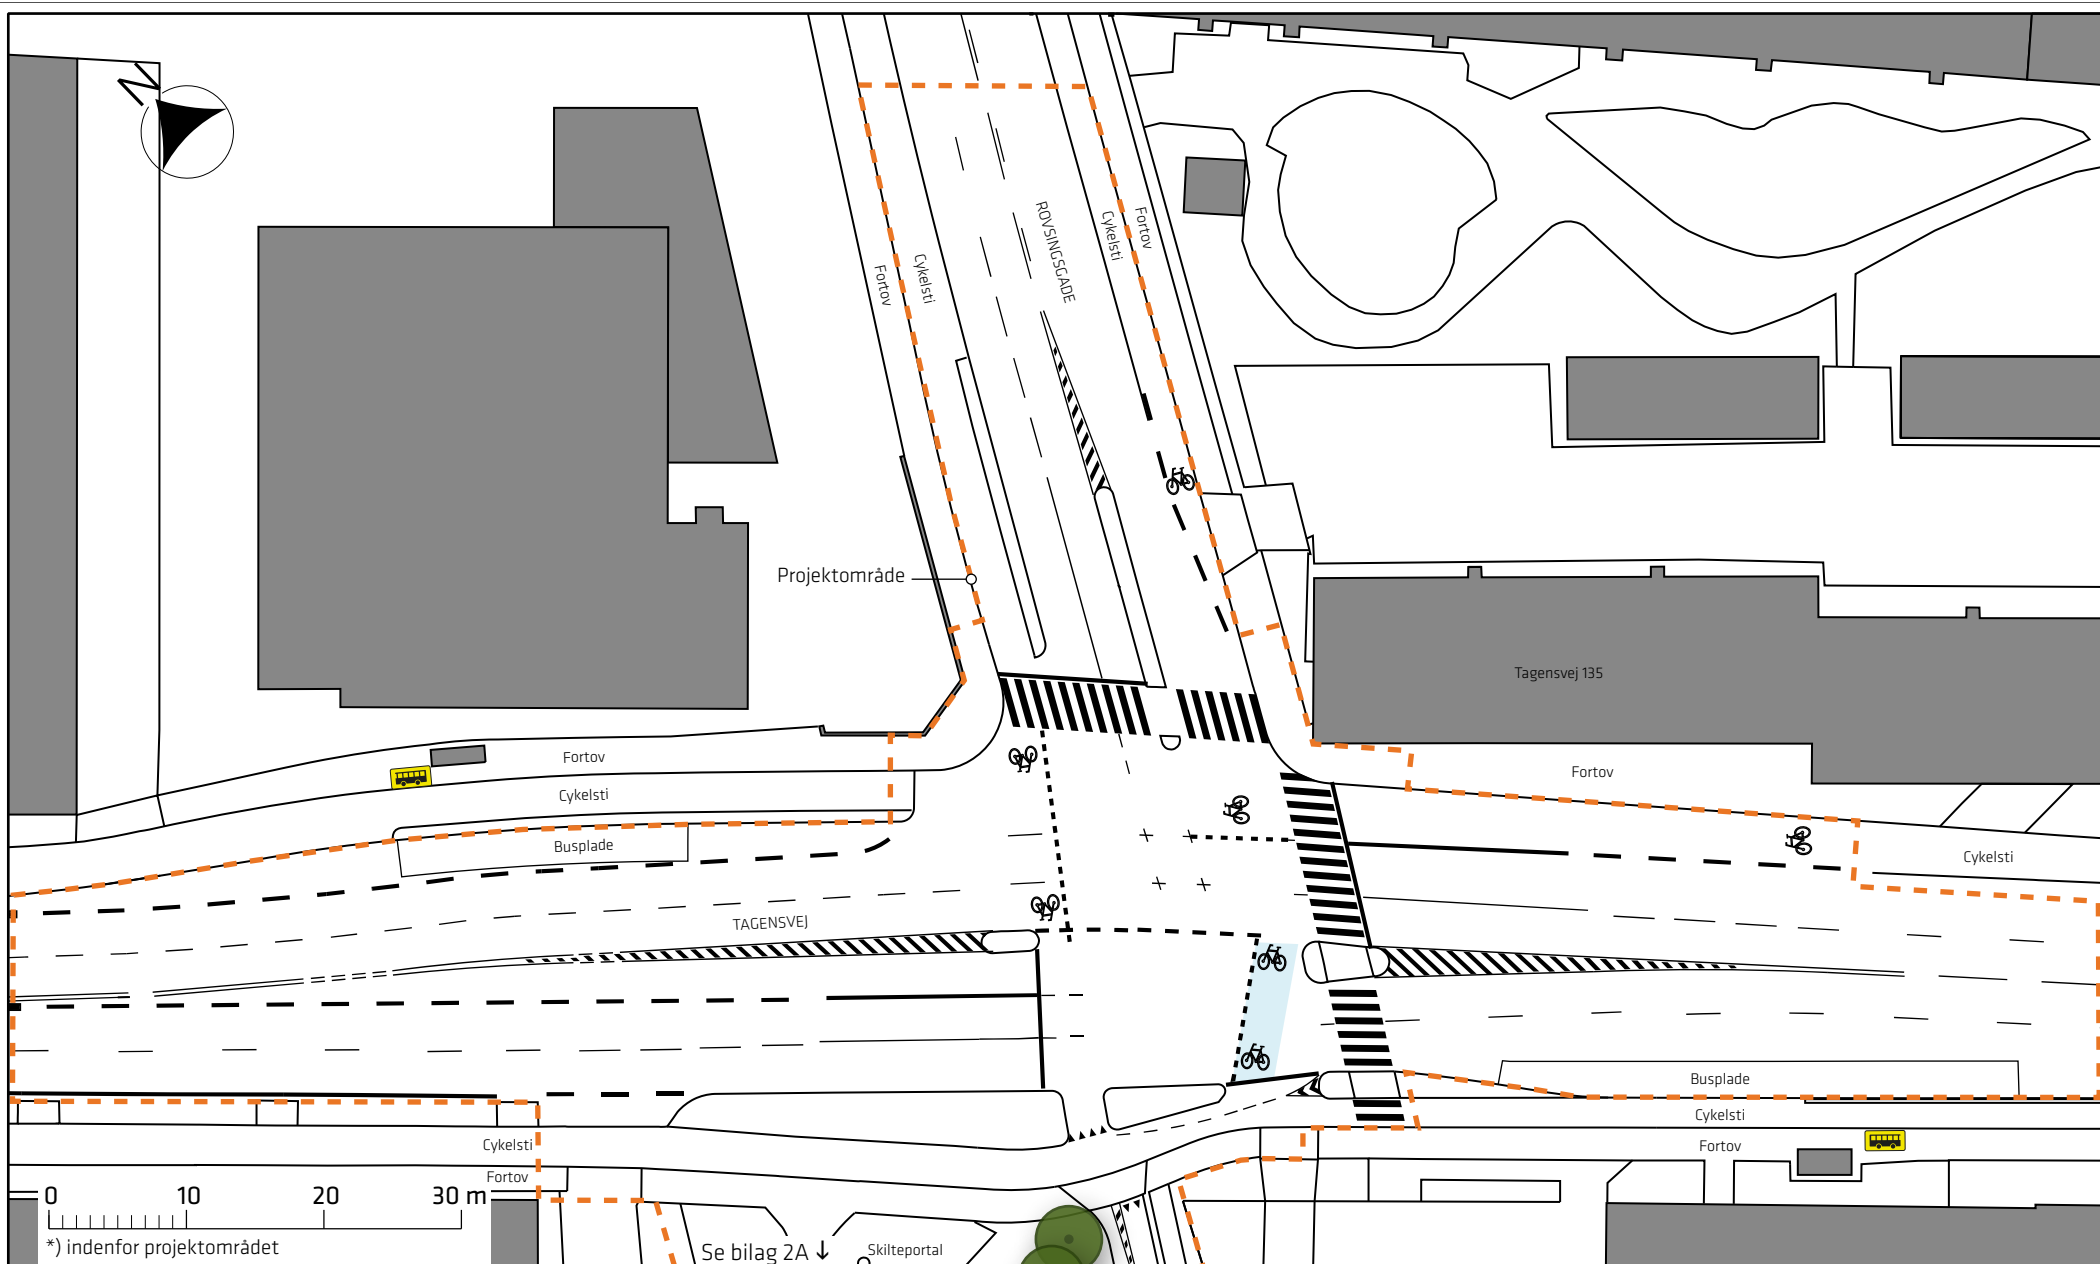 N
ROVSINGSGADE
Fortov
Cykelsti
Cykelsti
Fortov
Projektområde
Tagensvej 135
Fortov
Cykelsti
Busplade
Fortov
Cykelsti
TAGENSVEJ
Busplade
Cykelsti
Fortov
Cykelsti
Fortov
0 10 20 30 m
*) indenfor projektområdet
Se bilag 2A ↓
Skilteportal